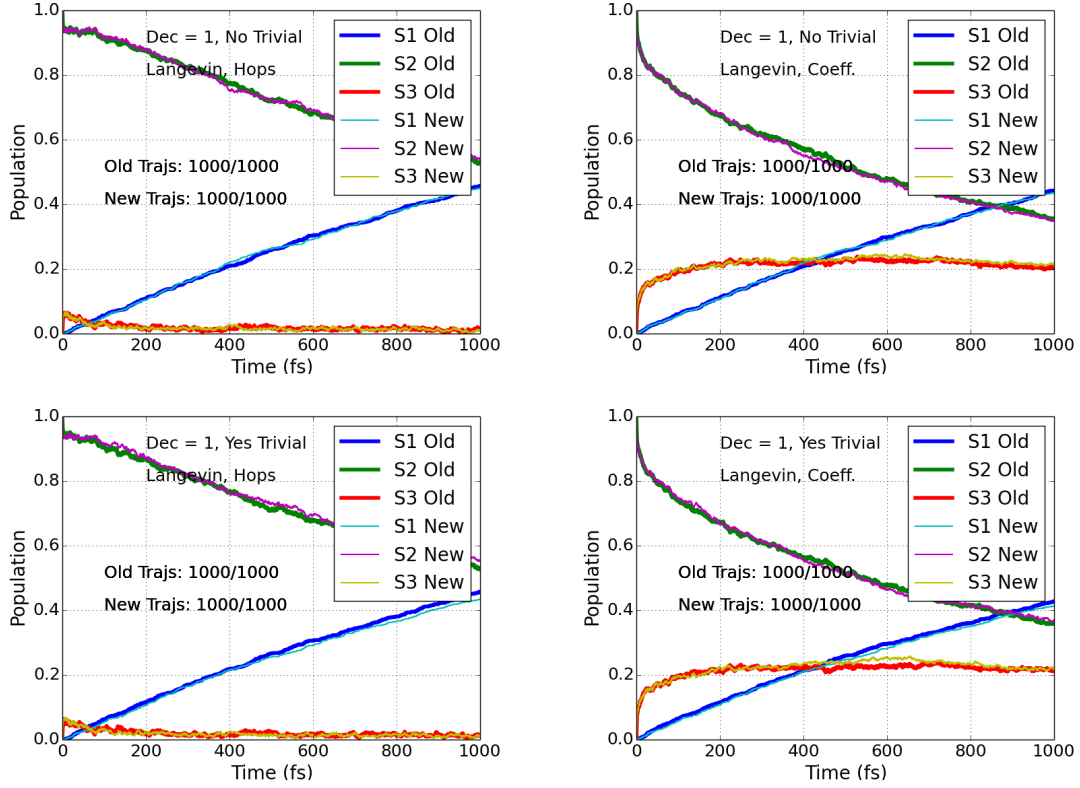 1.0
0.8
0.6
0.4
0.2
0.0
Population
Dec = 1, No Trivial
Langevin, Hops
Old Trajs: 1000/1000
New Trajs: 1000/1000
S1 Old
S2 Old
S3 Old
S1 New
S2 New
S3 New
0 200 400 600 800 1000
Time (fs)
1.0
0.8
0.6
0.4
0.2
0.0
Population
Dec = 1, No Trivial
Langevin, Coeff.
Old Trajs: 1000/1000
New Trajs: 1000/1000
S1 Old
S2 Old
S3 Old
S1 New
S2 New
S3 New
0 200 400 600 800 1000
Time (fs)
1.0
0.8
0.6
0.4
0.2
0.0
Population
Dec = 1, Yes Trivial
Langevin, Hops
Old Trajs: 1000/1000
New Trajs: 1000/1000
S1 Old
S2 Old
S3 Old
S1 New
S2 New
S3 New
0 200 400 600 800 1000
Time (fs)
1.0
0.8
0.6
0.4
0.2
0.0
Population
Dec = 1, Yes Trivial
Langevin, Coeff.
Old Trajs: 1000/1000
New Trajs: 1000/1000
S1 Old
S2 Old
S3 Old
S1 New
S2 New
S3 New
0 200 400 600 800 1000
Time (fs)